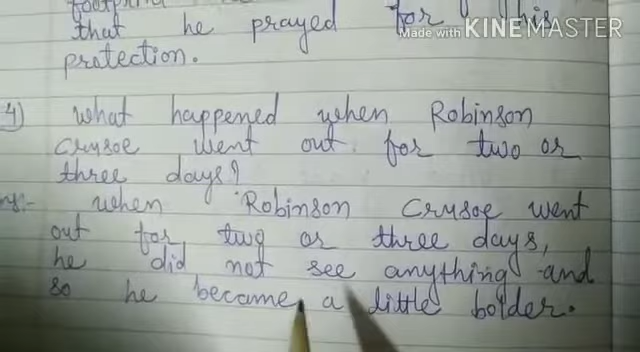 footprint
that he prayed for his
Made with KINEMASTER
protection.
4) What happened when Robinson
Crusoe went out for two or
three days?
Ans:- When Robinson Crusoe went
out for two or three days,
he did not see anything and
so he became a little bolder.